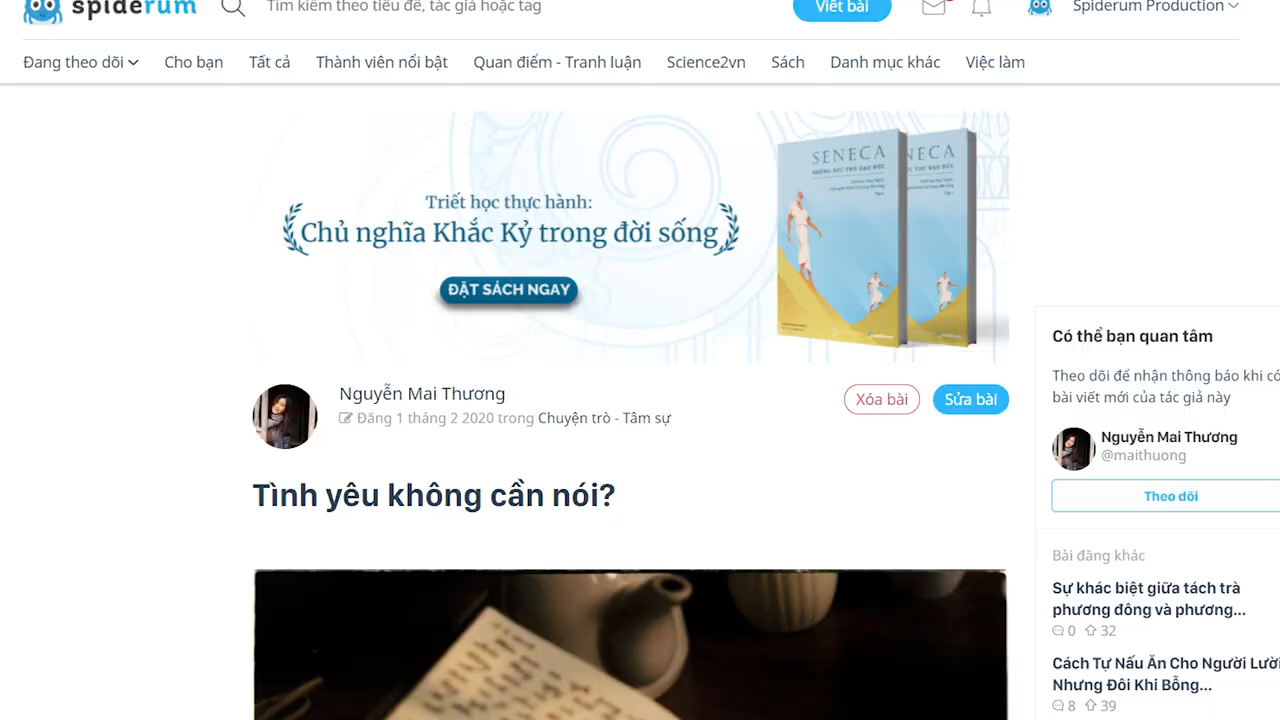 spiderum
Tìm kiếm theo tiêu đề, tác giả hoặc tag
Viết bài
Spiderum Production
Đang theo dõi
Cho bạn
Tất cả
Thành viên nổi bật
Quan điểm - Tranh luận
Science2vn
Sách
Danh mục khác
Việc làm
Triết học thực hành:
Chủ nghĩa Khắc Kỷ trong đời sống
ĐẶT SÁCH NGAY
SENECA
NECA
Nguyễn Mai Thương
Đăng 1 tháng 2 2020 trong Chuyện trò - Tâm sự
Xóa bài
Sửa bài
Tình yêu không cần nói?
Có thể bạn quan tâm
Theo dõi để nhận thông báo khi có
bài viết mới của tác giả này
Nguyễn Mai Thương
@maithuong
Theo dõi
Bài đăng khác
Sự khác biệt giữa tách trà
phương đông và phương...
0 32
Cách Tự Nấu Ăn Cho Người Lười
Nhưng Đôi Khi Bỗng...
8 39